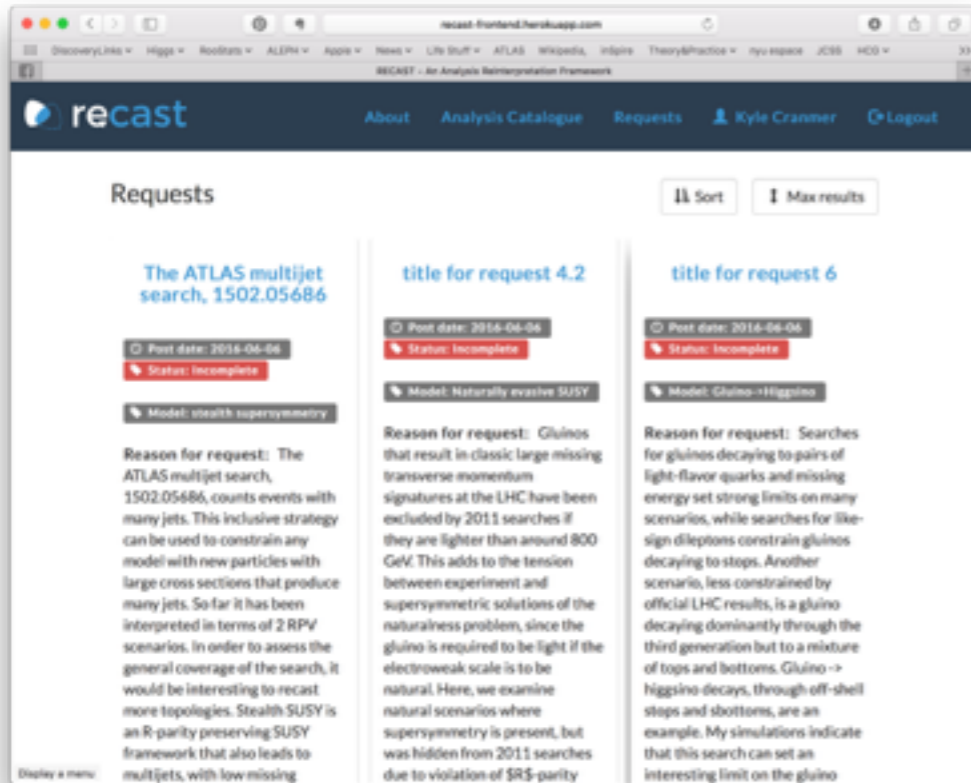 recast-frontend.herokuapp.com
DiscoveryLinks Higgs RooStats ALEPH Apple News Life Stuff ATLAS Wikipedia, inSpire Theory&Practice nyu espace JCSS HCG
RECAST – An Analysis Reinterpretation Framework
recast
About Analysis Catalogue Requests Kyle Cranmer Logout
Requests
Sort Max results
The ATLAS multijet
search, 1502.05686
Post date: 2016-06-06
Status: Incomplete
Model: stealth supersymmetry
Reason for request: The
ATLAS multijet search,
1502.05686, counts events with
many jets. This inclusive strategy
can be used to constrain any
model with new particles with
large cross sections that produce
many jets. So far it has been
interpreted in terms of 2 RPV
scenarios. In order to assess the
general coverage of the search, it
would be interesting to recast
more topologies. Stealth SUSY is
an R-parity preserving SUSY
framework that also leads to
multijets, with low missing
title for request 4.2
Post date: 2016-06-06
Status: Incomplete
Model: Naturally evasive SUSY
Reason for request: Gluinos
that result in classic large missing
transverse momentum
signatures at the LHC have been
excluded by 2011 searches if
they are lighter than around 800
GeV. This adds to the tension
between experiment and
supersymmetric solutions of the
naturalness problem, since the
gluino is required to be light if the
electroweak scale is to be
natural. Here, we examine
natural scenarios where
supersymmetry is present, but
was hidden from 2011 searches
due to violation of $R$-parity
title for request 6
Post date: 2016-06-06
Status: Incomplete
Model: Gluino->Higgsino
Reason for request: Searches
for gluinos decaying to pairs of
light-flavor quarks and missing
energy set strong limits on many
scenarios, while searches for like-
sign dileptons constrain gluinos
decaying to stops. Another
scenario, less constrained by
official LHC results, is a gluino
decaying dominantly through the
third generation but to a mixture
of tops and bottoms. Gluino ->
higgsino decays, through off-shell
stops and sbottoms, are an
example. My simulations indicate
that this search can set an
interesting limit on the gluino
Display a menu